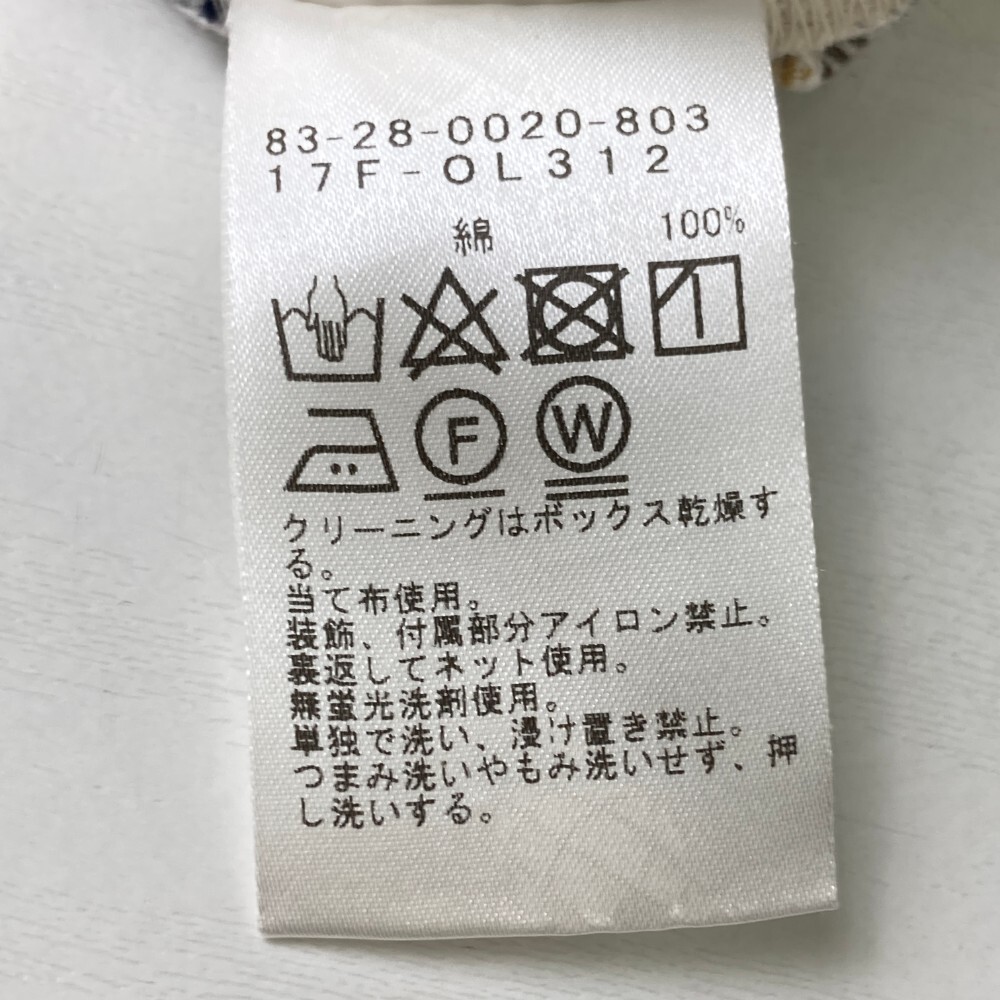 83-28-0020-803
17F-OL312
綿 100%
F W
クリーニングはボックス乾燥す
る。
当て布使用。
装飾、付属部分アイロン禁止。
裏返してネット使用。
無蛍光洗剤使用。
単独で洗い、浸け置き禁止。
つまみ洗いやもみ洗いせず、押
し洗いする。